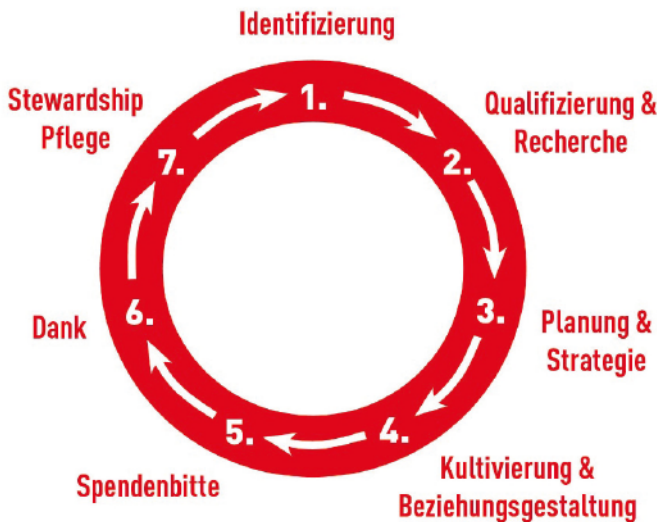 Identifizierung
1.
Qualifizierung &
Recherche
2.
Planung &
Strategie
3.
Kultivierung &
Beziehungsgestaltung
4.
Spendenbitte
5.
Dank
6.
Stewardship
Pflege
7.